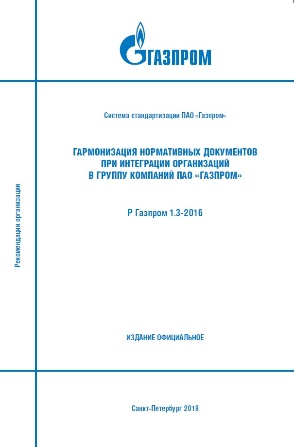 ГАЗПРОМ
Система стандартизации ПАО «Газпром»
ГАРМОНИЗАЦИЯ НОРМАТИВНЫХ ДОКУМЕНТОВ
ПРИ ИНТЕГРАЦИИ ОРГАНИЗАЦИЙ
В ГРУППУ КОМПАНИЙ ПАО «ГАЗПРОМ»
Р Газпром 1.3-2016
Рекомендации организации
ИЗДАНИЕ ОФИЦИАЛЬНОЕ
Санкт-Петербург 2018